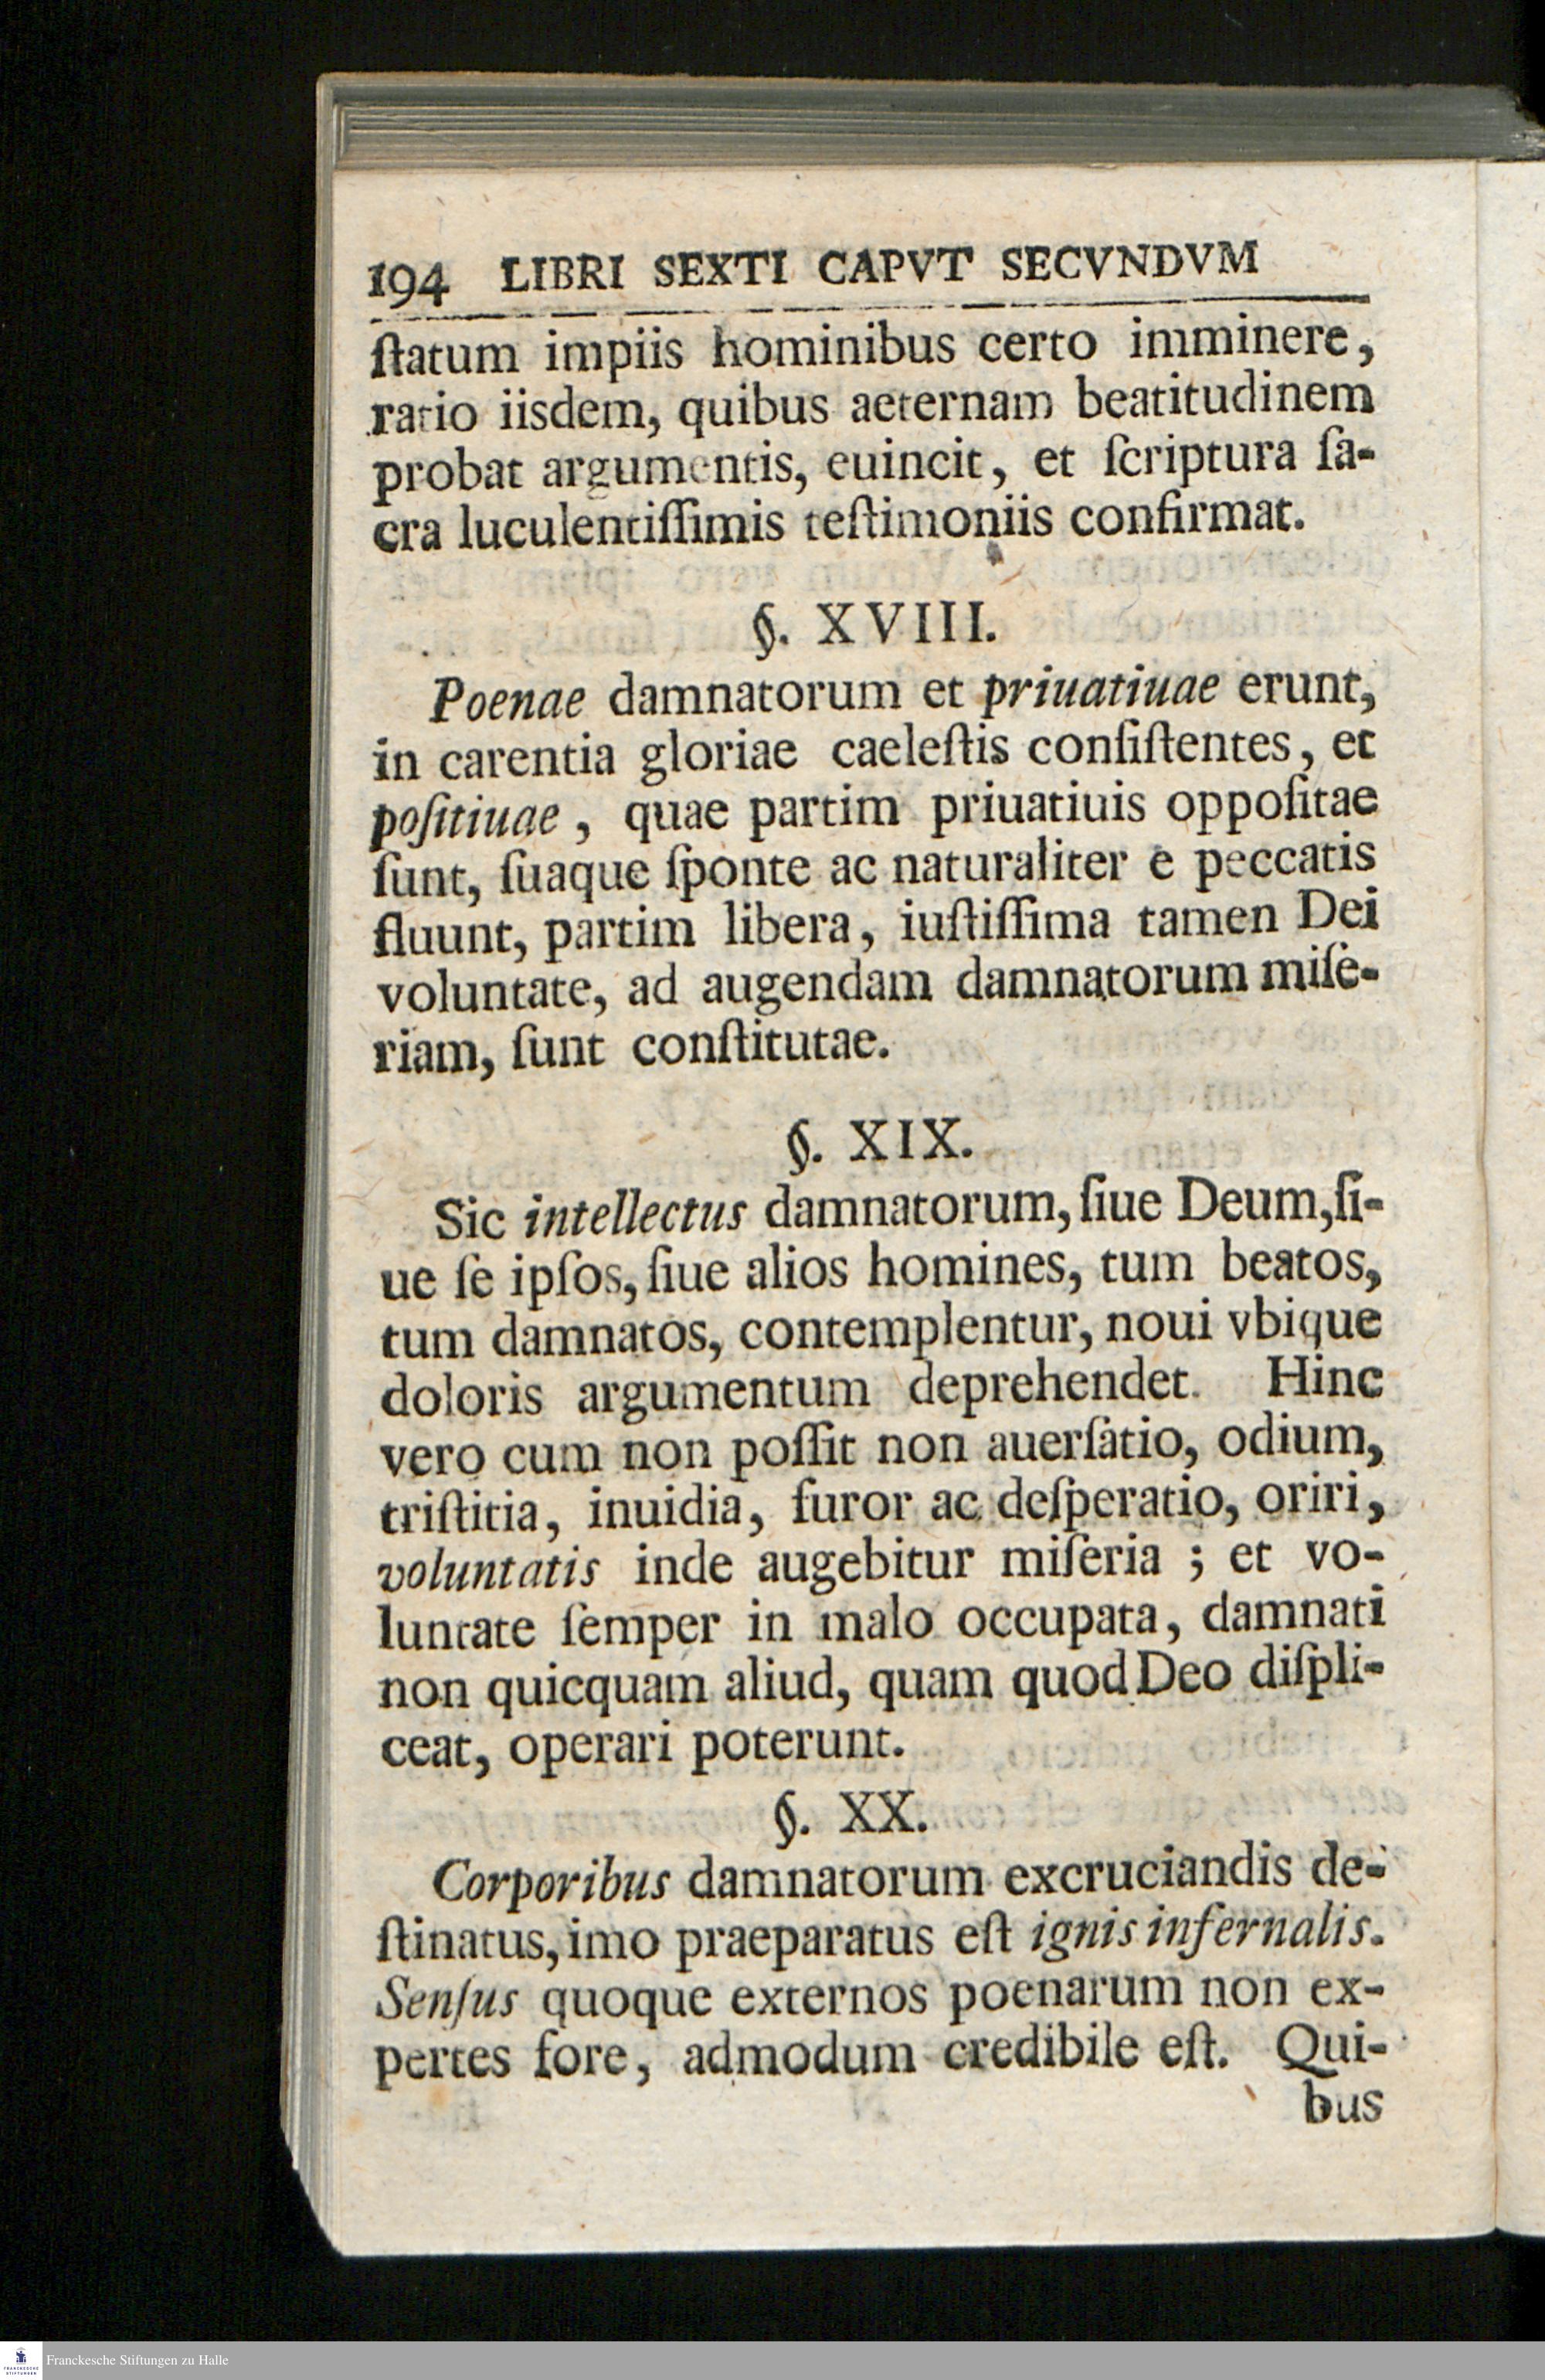 194 LIBRI SEXTI CAPVT SECVNDVM
ſtatum impiis hominibus certo imminere,
ratio iisdem, quibus aeternam beatitudinem
probat argumentis, euincit, et ſcriptura ſa-
cra luculentiſſimis teſtimoniis confirmat.
§. XVIII.
Poenae damnatorum et priuatiuae erunt,
in carentia gloriae caeleſtis conſiſtentes, et
poſitiuae, quae partim priuatiuis oppoſitae
ſunt, ſuaque ſponte ac naturaliter e peccatis
fluunt, partim libera, iuſtiſſima tamen Dei
voluntate, ad augendam damnatorum miſe-
riam, ſunt conſtitutae.
§. XIX.
Sic intellectus damnatorum, ſiue Deum, ſi-
ue ſe ipſos, ſiue alios homines, tum beatos,
tum damnatos, contemplentur, noui vbique
doloris argumentum deprehendet. Hinc
vero cum non poſſit non auerſatio, odium,
triſtitia, inuidia, furor ac deſperatio, oriri,
voluntatis inde augebitur miſeria ; et vo-
luntate ſemper in malo occupata, damnati
non quicquam aliud, quam quod Deo diſpli-
ceat, operari poterunt.
§. XX.
Corporibus damnatorum excruciandis de-
ſtinatus, imo praeparatus eſt ignis infernalis.
Senſus quoque externos poenarum non ex-
pertes fore, admodum credibile eſt. Qui-
bus
FRANCKESCHE
STIFTUNGEN
Franckesche Stiftungen zu Halle